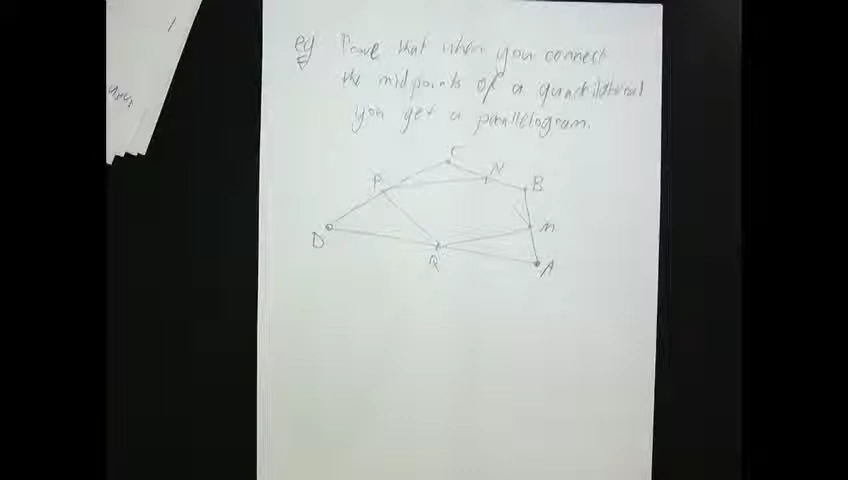 eg Prove that when you connect
the midpoints of a quadrilateral
you get a parallelogram.
C
P N B
D M
Q A